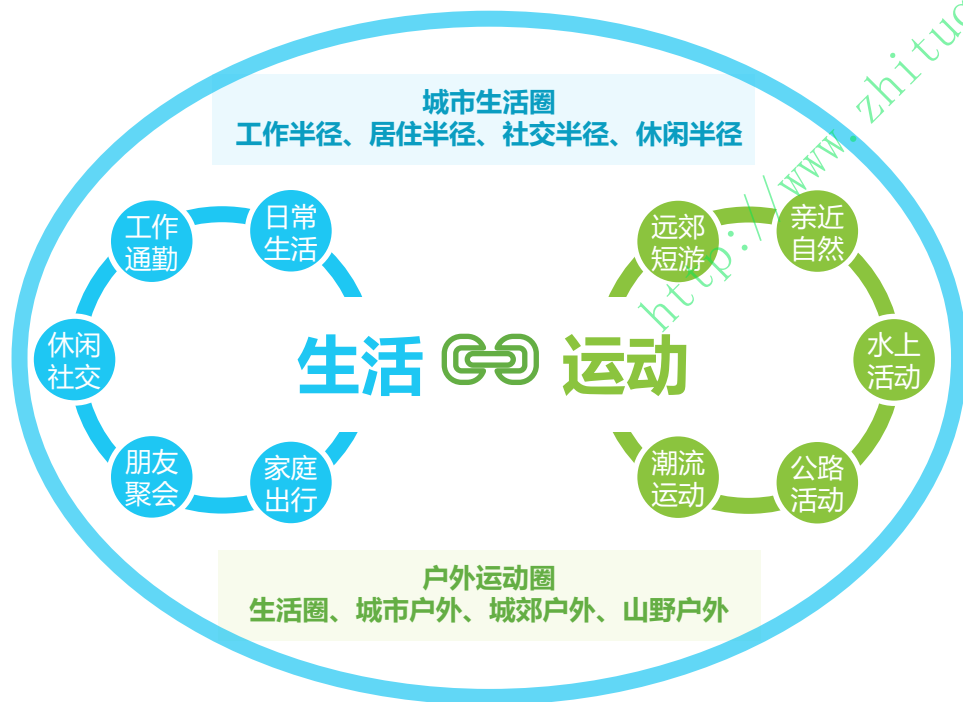 城市生活圈
工作半径、居住半径、社交半径、休闲半径
工作
通勤
日常
生活
休闲
社交
朋友
聚会
家庭
出行
生活
运动
远郊
短游
亲近
自然
水上
活动
潮流
运动
公路
活动
户外运动圈
生活圈、城市户外、城郊户外、山野户外
http://www.zhituo